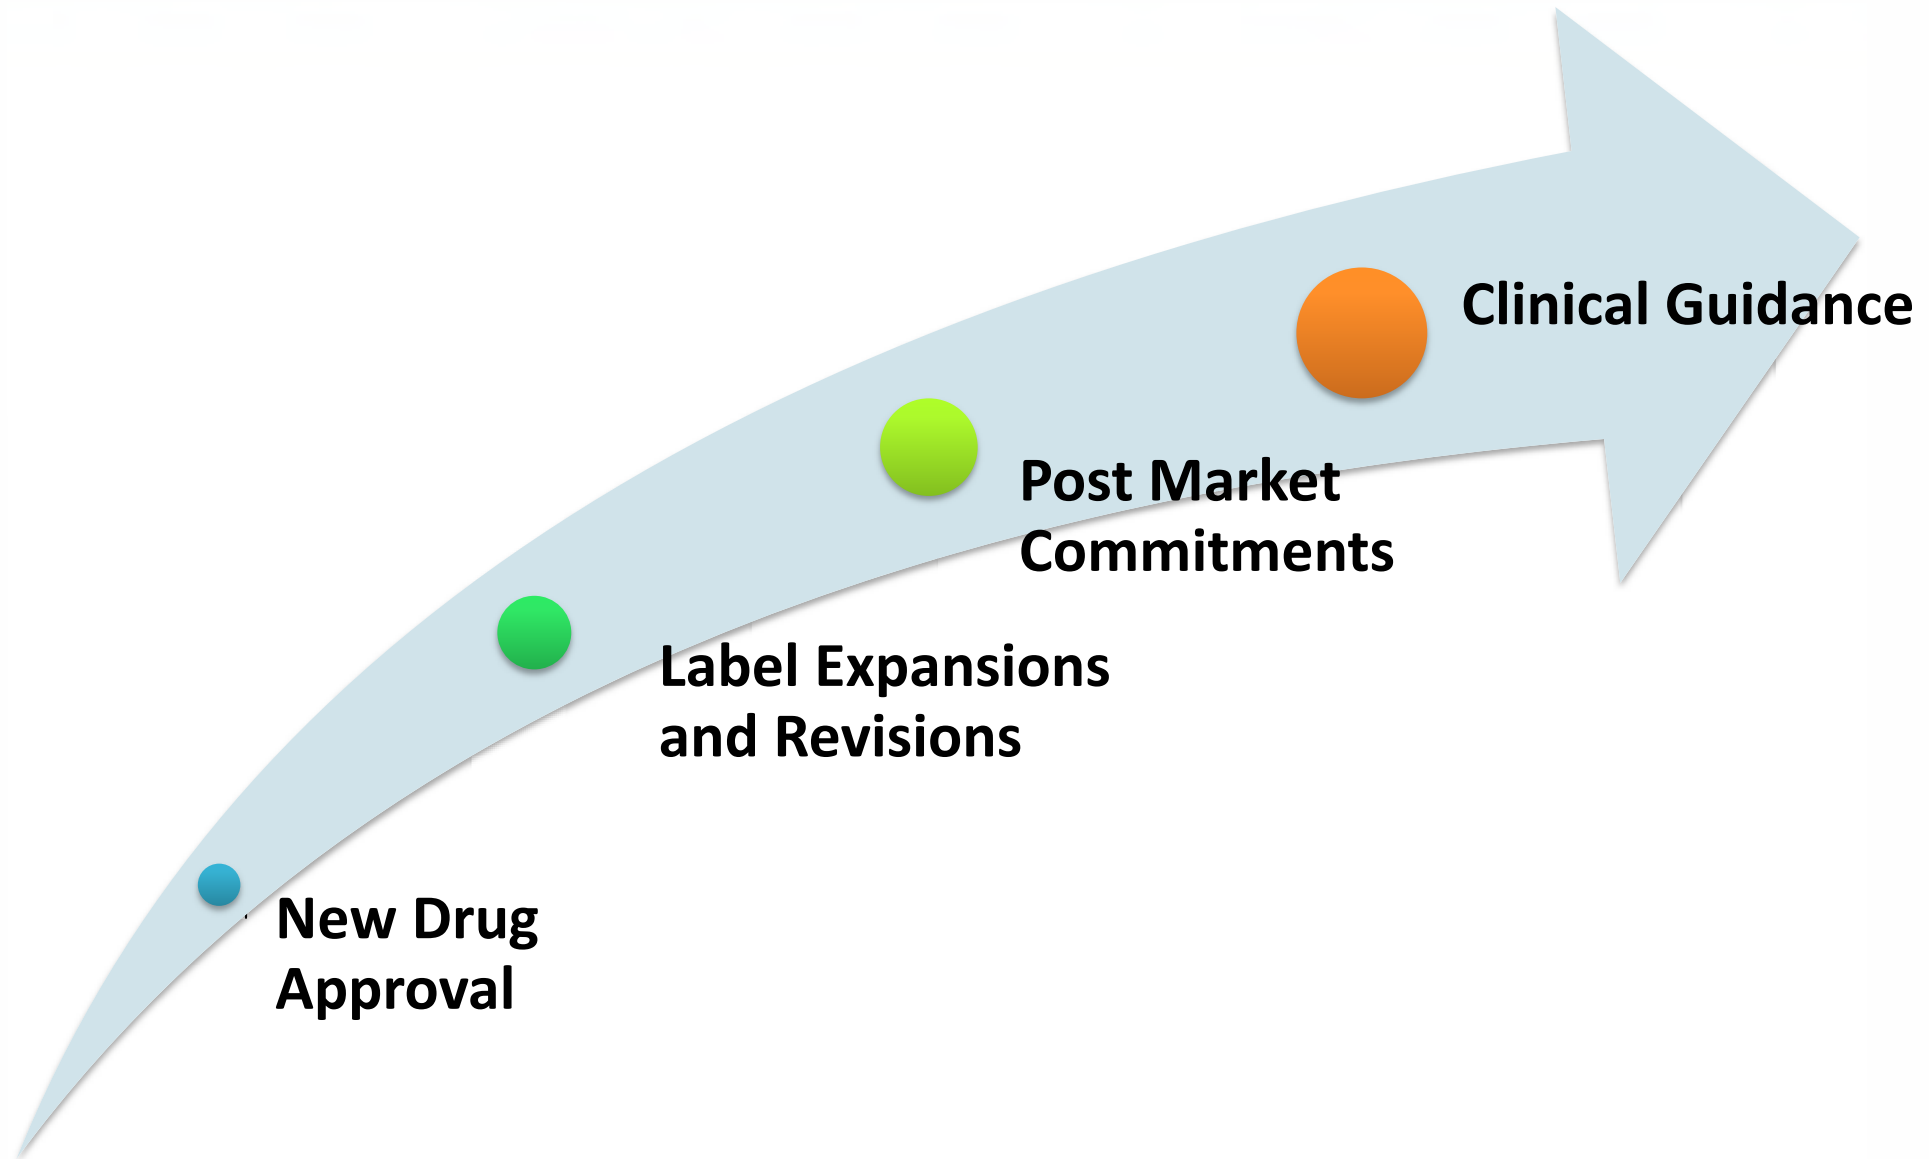 Clinical Guidance
Post Market
Commitments
Label Expansions
and Revisions
New Drug
Approval